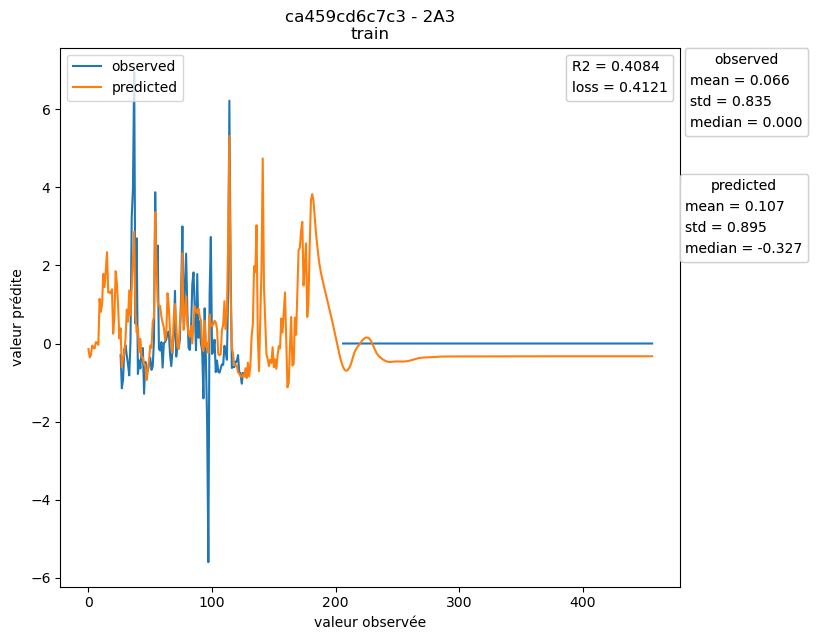 ca459cd6c7c3 - 2A3
train
observed
predicted
R2 = 0.4084
loss = 0.4121
observed
mean = 0.066
std = 0.835
median = 0.000
predicted
mean = 0.107
std = 0.895
median = -0.327
valeur prédite
6
4
2
0
−2
−4
−6
0
100
200
300
400
valeur observée